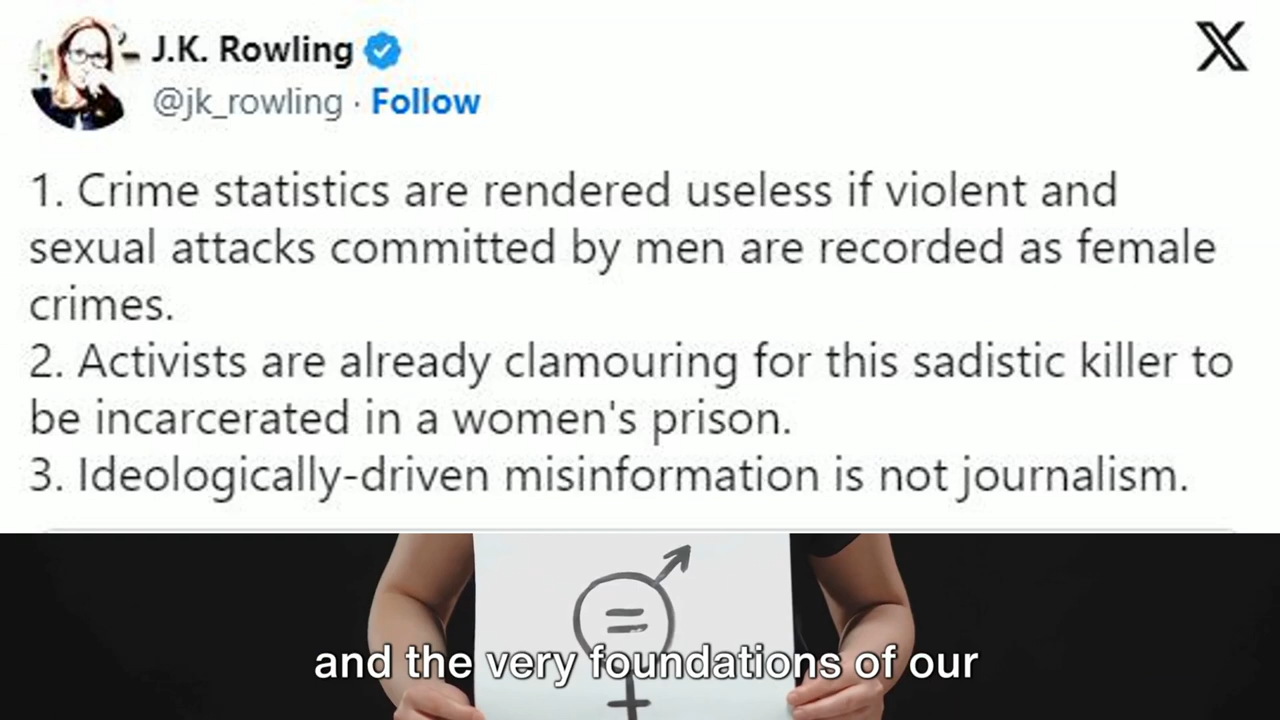 J.K. Rowling
@jk_rowling · Follow
1. Crime statistics are rendered useless if violent and
sexual attacks committed by men are recorded as female
crimes.
2. Activists are already clamouring for this sadistic killer to
be incarcerated in a women's prison.
3. Ideologically-driven misinformation is not journalism.
and the very foundations of our